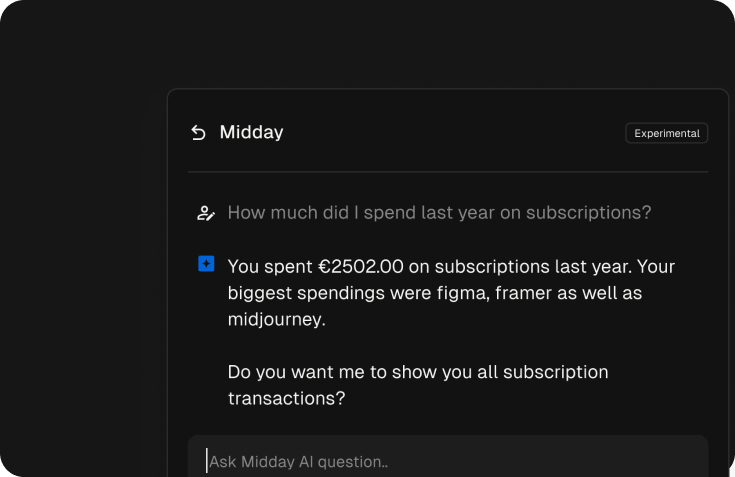 Midday
Experimental
How much did I spend last year on subscriptions?
You spent €2502.00 on subscriptions last year. Your
biggest spendings were figma, framer as well as
midjourney.
Do you want me to show you all subscription
transactions?
Ask Midday AI question..